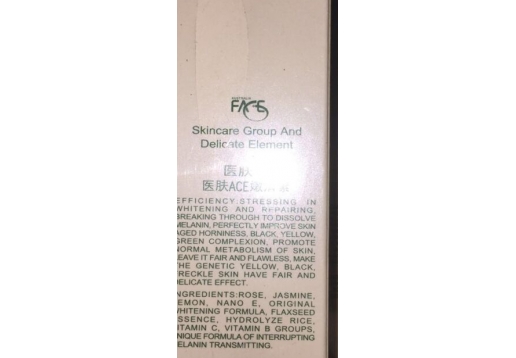 FACE
Skincare Group And
Delicate Element
医肤
医肤ACE
EFFICIENCY:STRESSING IN
WHITENING AND REPAIRING,
BREAKING THROUGH TO DISSOLVE
MELANIN, PERFECTLY IMPROVE SKIN
AGED HORNINESS, BLACK, YELLOW,
GREEN COMPLEXION, PROMOTE
NORMAL METABOLISM OF SKIN,
LEAVE IT FAIR AND FLAWLESS, MAKE
THE GENETIC YELLOW, BLACK,
FRECKLE SKIN HAVE FAIR AND
DELICATE EFFECT.
INGREDIENTS:ROSE, JASMINE,
LEMON, NANO E, ORIGINAL
WHITENING FORMULA, FLAXSEED
ESSENCE, HYDROLYZE RICE,
VITAMIN C, VITAMIN B GROUPS,
UNIQUE FORMULA OF INTERRUPTING
MELANIN TRANSMITTING.